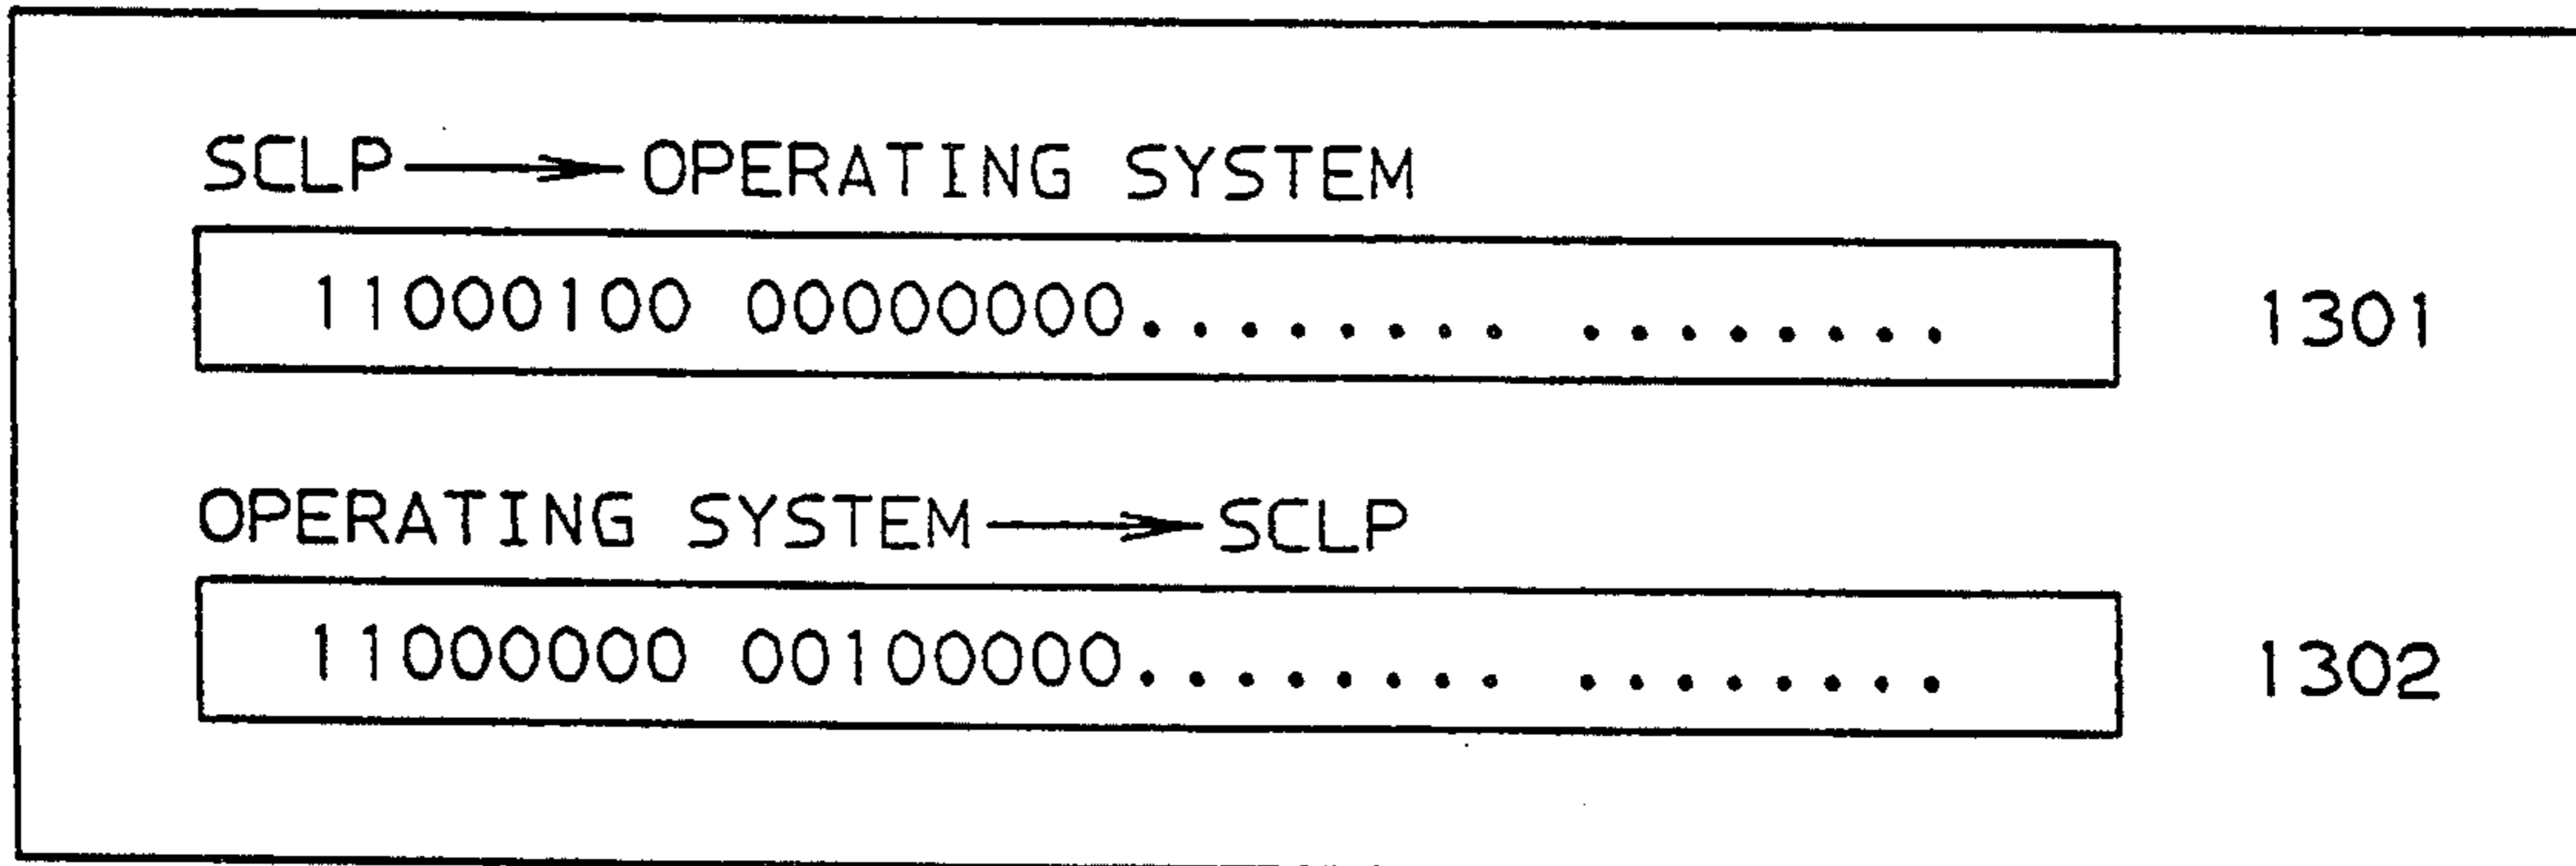 SCLP → OPERATING SYSTEM
11000100 00000000........ ........ 1301
OPERATING SYSTEM → SCLP
11000000 00100000........ ........ 1302